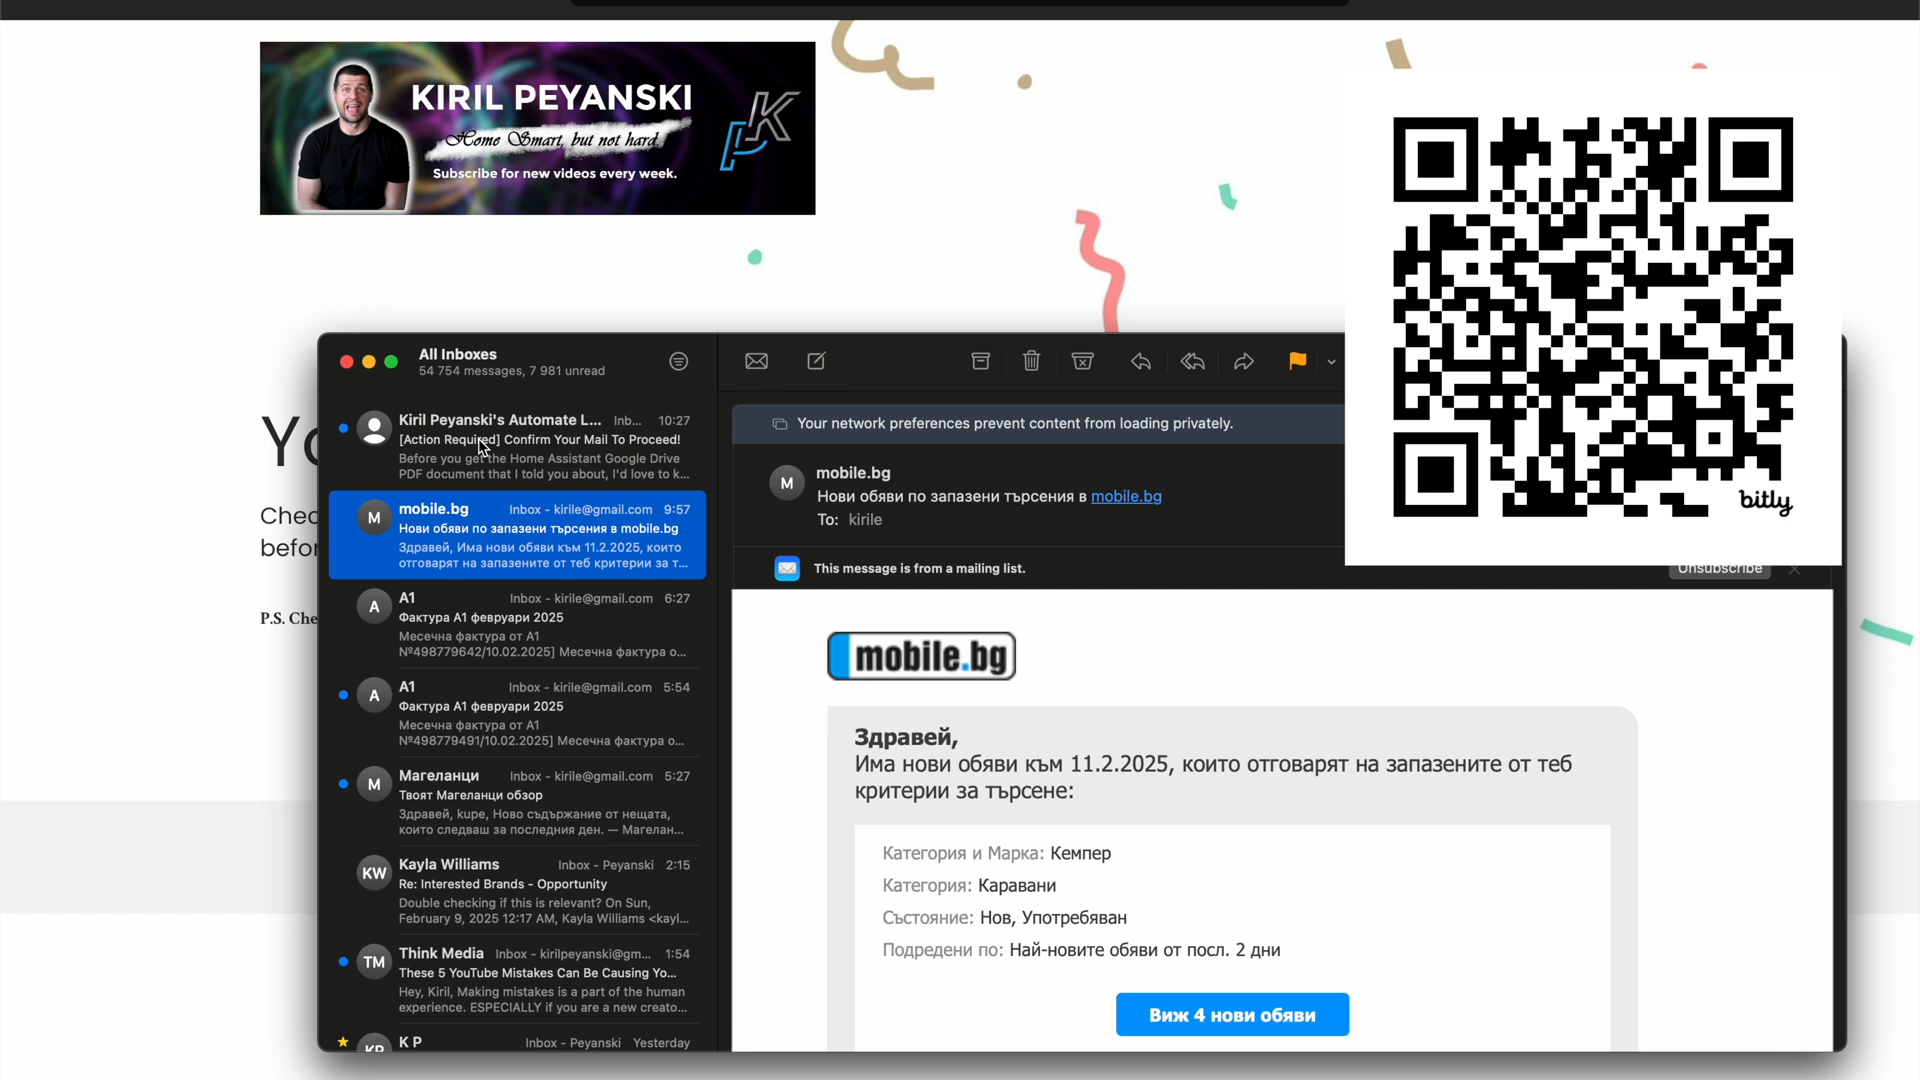 KIRIL PEYANSKI
Home Smart, but not hard.
Subscribe for new videos every week.
bitly
P.S. Che
All Inboxes
54 754 messages, 7 981 unread
Kiril Peyanski's Automate L... Inb... 10:27
[Action Required] Confirm Your Mail To Proceed!
Before you get the Home Assistant Google Drive
PDF document that I told you about, I'd love to k...
M
mobile.bg Inbox - kirile@gmail.com 9:57
Нови обяви по запазени търсения в mobile.bg
Здравей, Има нови обяви към 11.2.2025, които
отговарят на запазените от теб критерии за т...
A
A1 Inbox - kirile@gmail.com 6:27
Фактура А1 февруари 2025
Месечна фактура от А1
№498779642/10.02.2025] Месечна фактура о...
A
A1 Inbox - kirile@gmail.com 5:54
Фактура А1 февруари 2025
Месечна фактура от А1
№498779491/10.02.2025] Месечна фактура о...
М
Магеланци Inbox - kirile@gmail.com 5:27
Твоят Магеланци обзор
Здравей, kupe, Ново съдържание от нещата,
които следваш за последния ден. — Магелан...
KW
Kayla Williams Inbox - Peyanski 2:15
Re: Interested Brands - Opportunity
Double checking if this is relevant? On Sun,
February 9, 2025 12:17 AM, Kayla Williams <kayl...
TM
Think Media Inbox - kirilpeyanski@gm... 1:54
These 5 YouTube Mistakes Can Be Causing Yo...
Hey, Kiril, Making mistakes is a part of the human
experience. ESPECIALLY if you are a new creato...
KP
K P Inbox - Peyanski Yesterday
Your network preferences prevent content from loading privately.
M
mobile.bg
Нови обяви по запазени търсения в mobile.bg
To: kirile
This message is from a mailing list.
Unsubscribe
mobile.bg
Здравей,
Има нови обяви към 11.2.2025, които отговарят на запазените от теб
критерии за търсене:
Категория и Марка: Кемпер
Категория: Каравани
Състояние: Нов, Употребяван
Подредени по: Най-новите обяви от посл. 2 дни
Виж 4 нови обяви